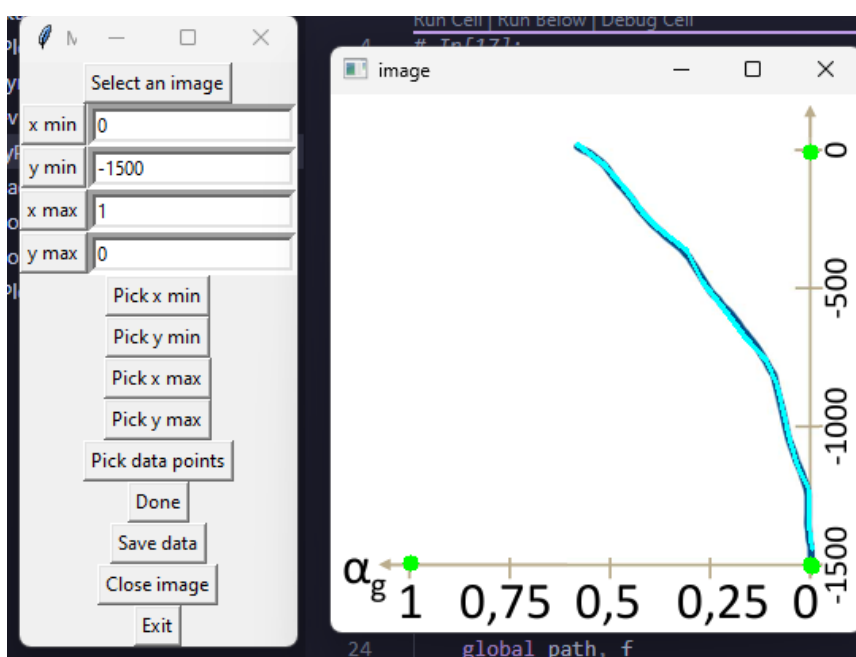 Run Cell | Run Below | Debug Cell
4 # In[17]:
M
Select an image
x min 0
y min -1500
x max 1
y max 0
Pick x min
Pick y min
Pick x max
Pick y max
Pick data points
Done
Save data
Close image
Exit
image
0
-500
-1000
-1500
αg
1 0,75 0,5 0,25 0
24 global path, f